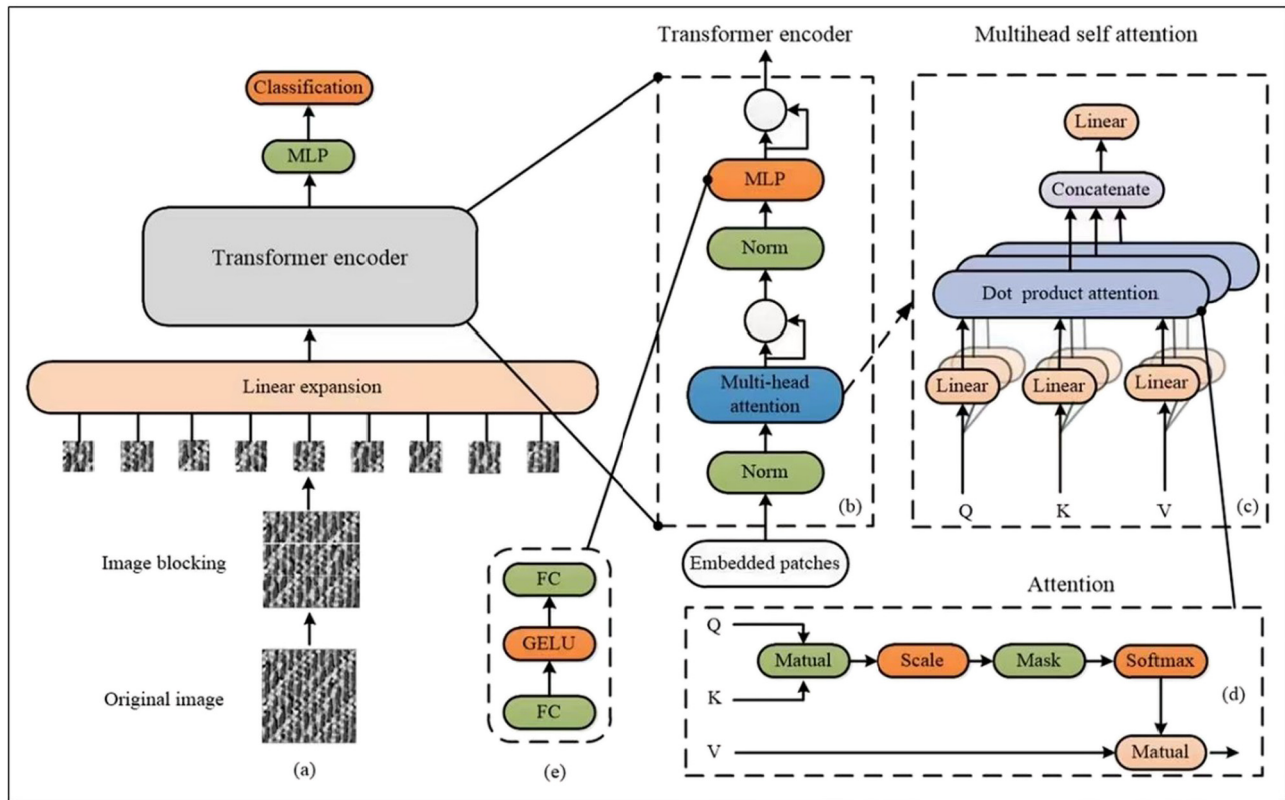 Classification
MLP
Transformer encoder
Linear expansion
Image blocking
Original image
(a)
Transformer encoder
MLP
Norm
Multi-head
attention
Norm
(b)
Embedded patches
Multihead self attention
Linear
Concatenate
Dot product attention
Linear
Linear
Linear
Q
K
V
(c)
Attention
Q
Matual
Scale
Mask
Softmax
K
(d)
V
Matual
FC
GELU
FC
(e)